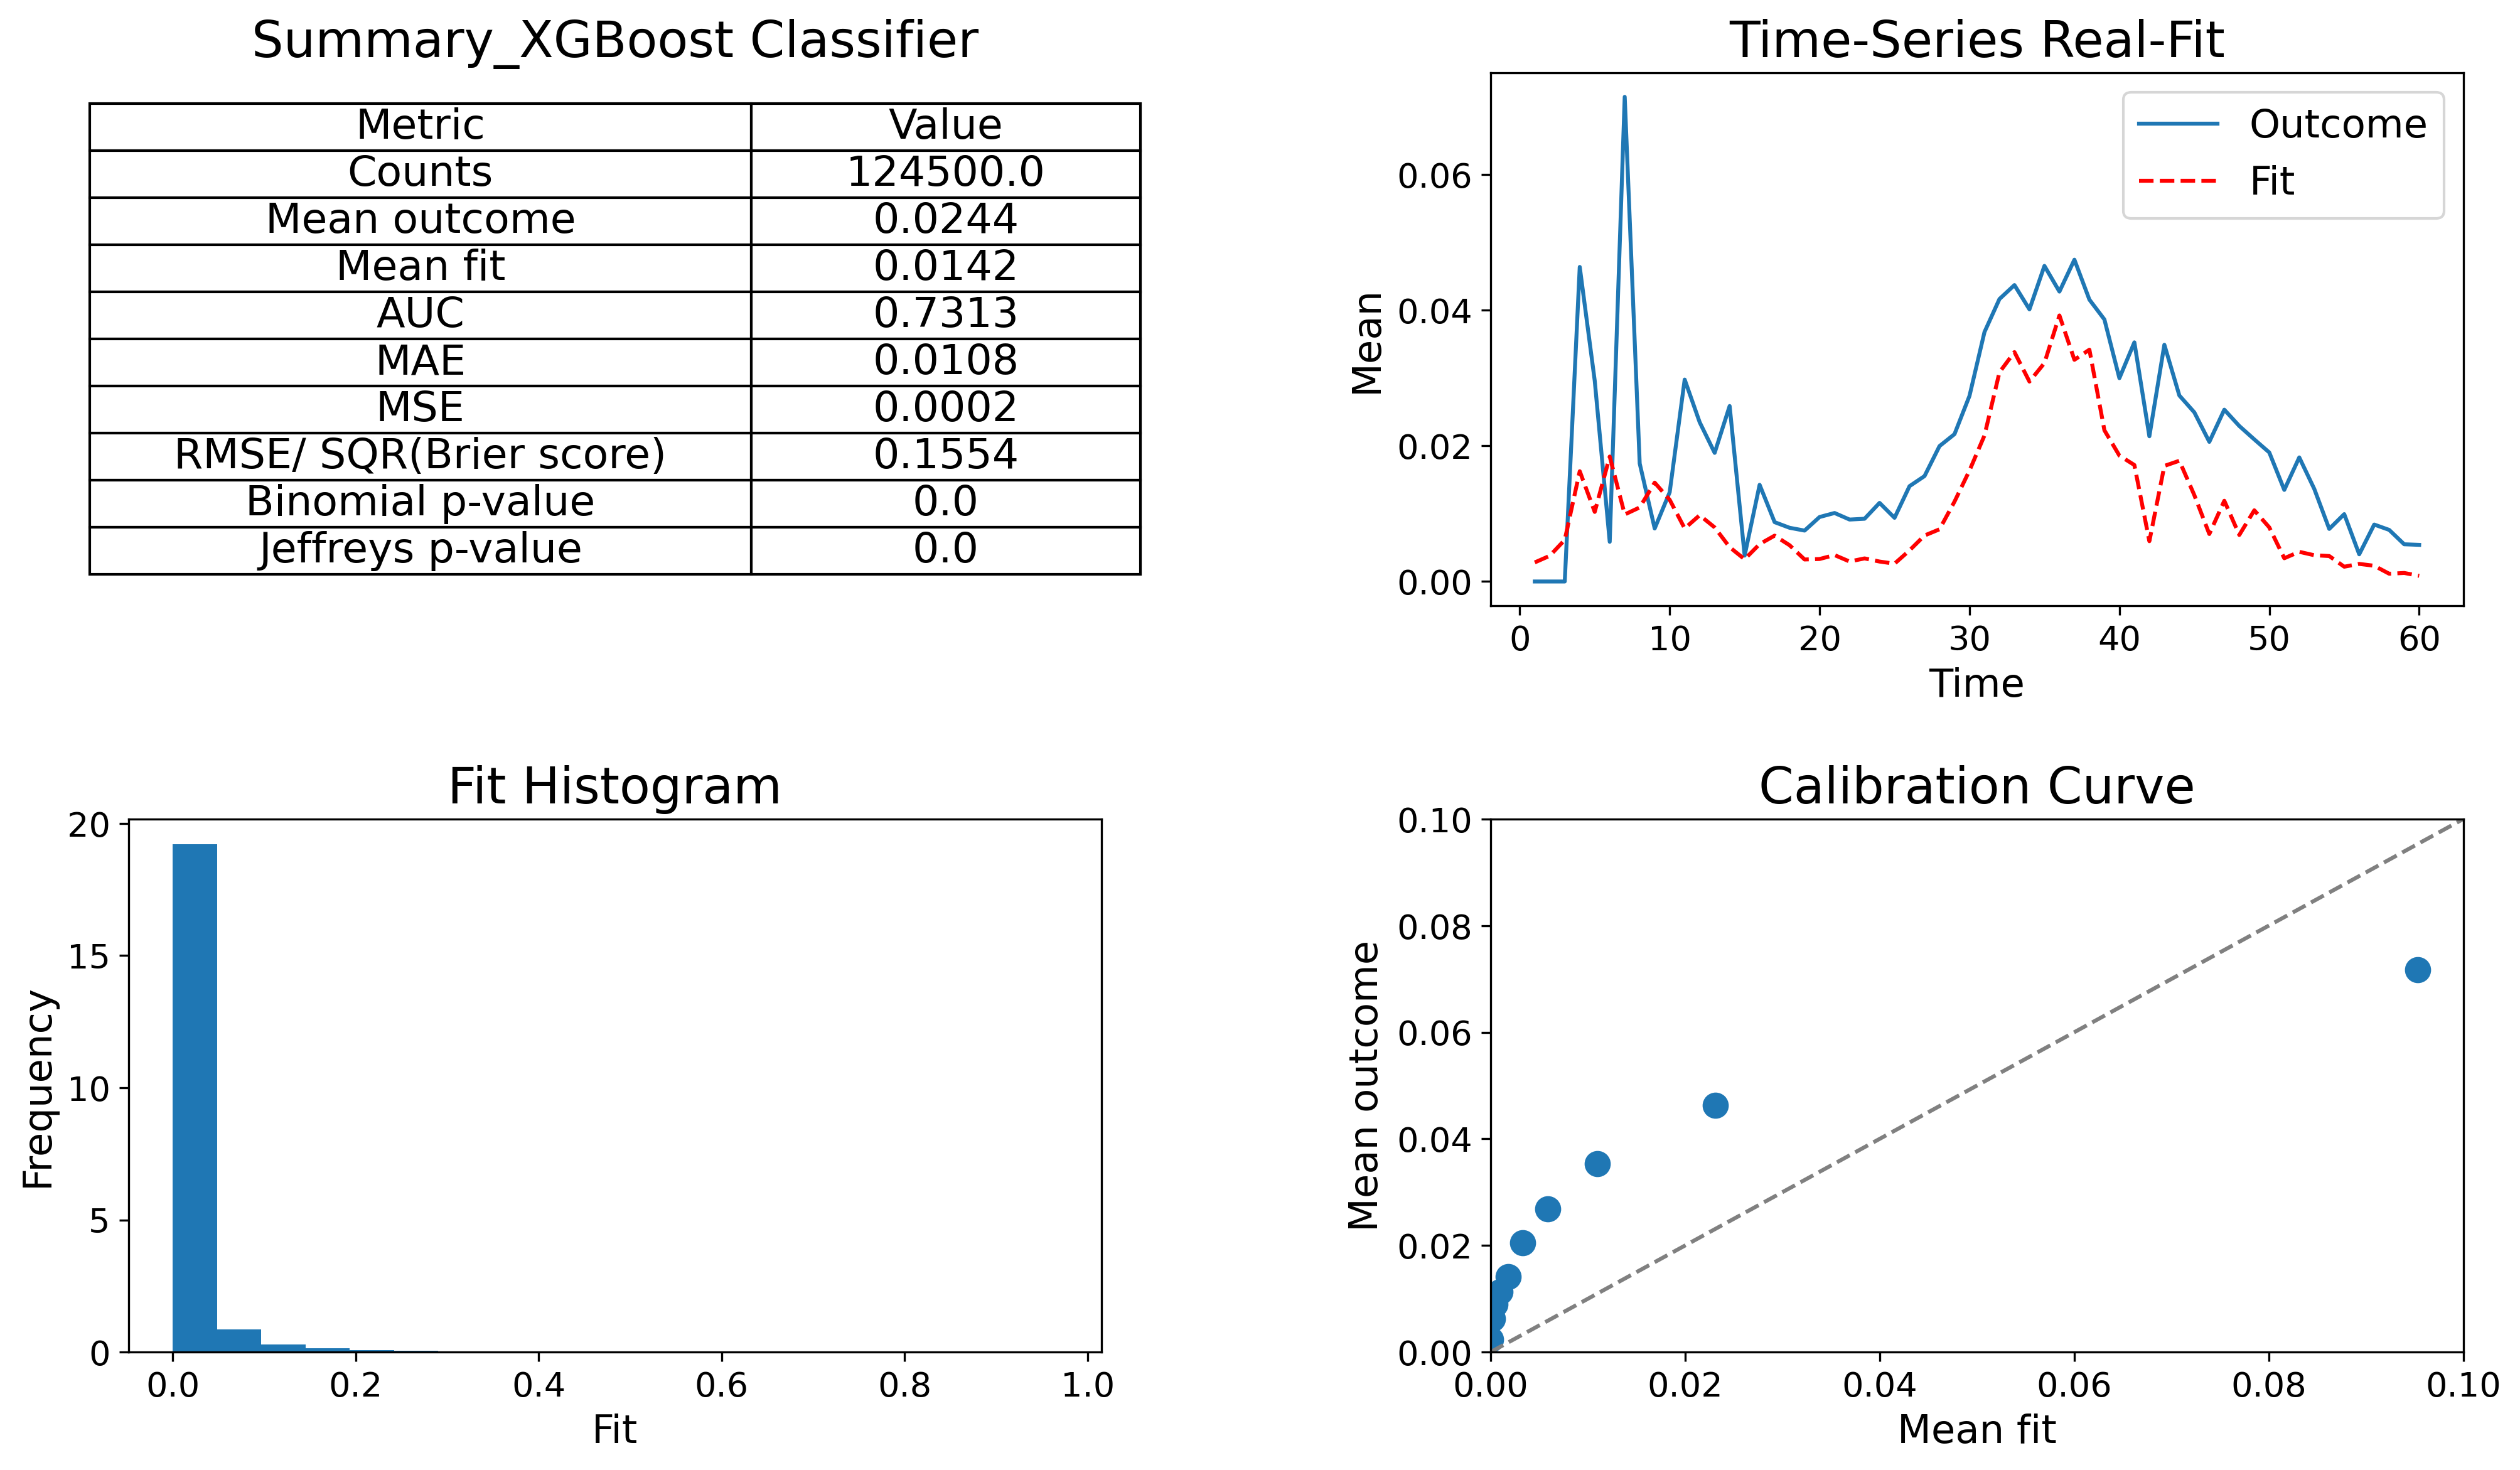 Summary_XGBoost Classifier
Metric Value
Counts 124500.0
Mean outcome 0.0244
Mean fit 0.0142
AUC 0.7313
MAE 0.0108
MSE 0.0002
RMSE/ SQR(Brier score) 0.1554
Binomial p-value 0.0
Jeffreys p-value 0.0
Time-Series Real-Fit
Outcome
Fit
Mean
0.06
0.04
0.02
0.00
0 10 20 30 40 50 60
Time
Fit Histogram
Frequency
20
15
10
5
0
0.0 0.2 0.4 0.6 0.8 1.0
Fit
Calibration Curve
Mean outcome
0.10
0.08
0.06
0.04
0.02
0.00
0.00 0.02 0.04 0.06 0.08 0.10
Mean fit